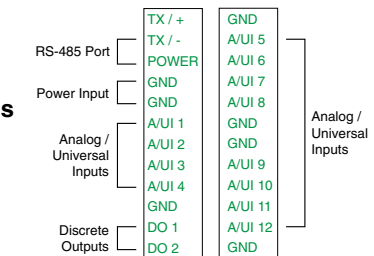 TX / +
TX / -
POWER
GND
GND
A/UI 1
A/UI 2
A/UI 3
A/UI 4
GND
DO 1
DO 2
RS-485 Port
Power Input
s
Analog /
Universal
Inputs
Discrete
Outputs
GND
A/UI 5
A/UI 6
A/UI 7
A/UI 8
GND
GND
A/UI 9
A/UI 10
A/UI 11
A/UI 12
GND
Analog /
Universal
Inputs